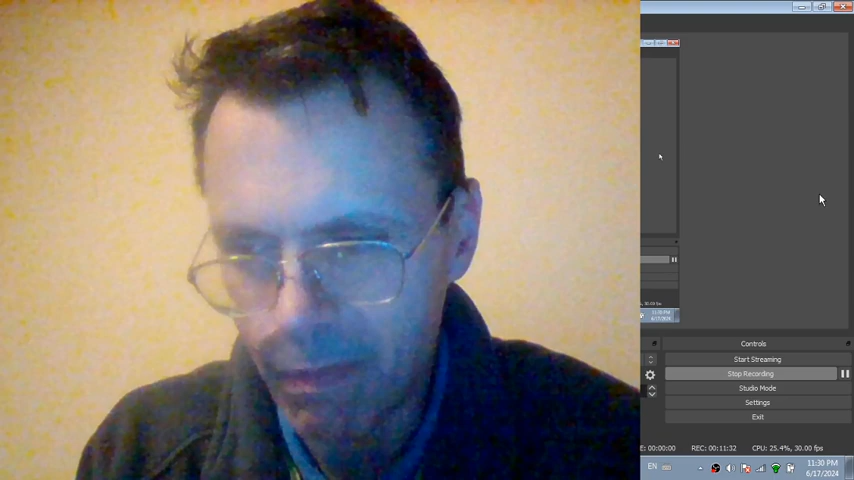 Controls
Start Streaming
Stop Recording
Studio Mode
Settings
Exit
E: 00:00:00 REC: 00:11:32 CPU: 25.4%, 30.00 fps
EN 11:30 PM
6/17/2024